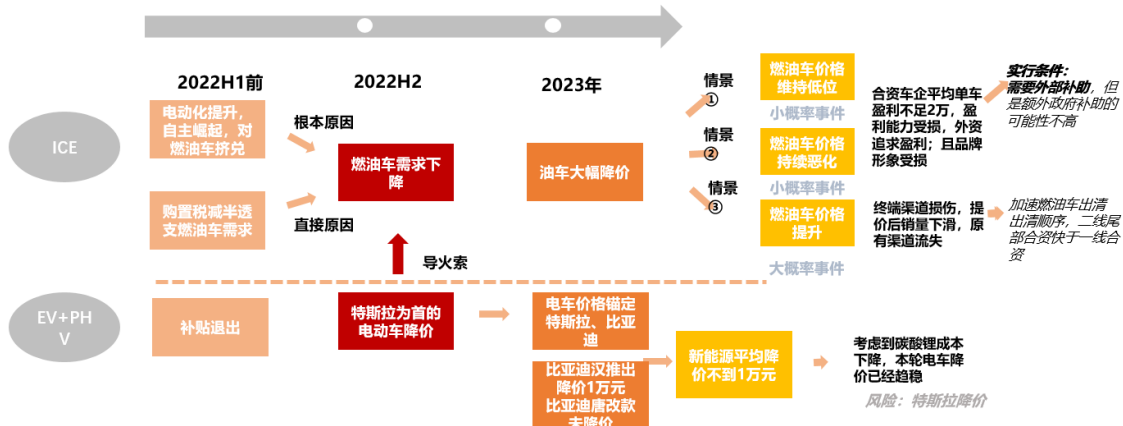 2022H1前
2022H2
2023年
ICE
电动化提升,
自主崛起，对
燃油车挤兑
购置税减半透
支燃油车需求
根本原因
直接原因
燃油车需求下
降
导火索
油车大幅降价
情景
①
情景
②
情景
③
燃油车价格
维持低位
小概率事件
燃油车价格
持续恶化
小概率事件
燃油车价格
提升
大概率事件
合资车企平均单车
盈利不足2万，盈
利能力受损，外资
追求盈利；且品牌
形象受损
实行条件：
需要外部补助，但
是额外政府补助的
可能性不高
终端渠道损伤，提
价后销量下滑，原
有渠道流失
加速燃油车出清
出清顺序，二线尾
部合资快于一线合
资
EV+PH
V
补贴退出
特斯拉为首的
电动车降价
电车价格锚定
特斯拉、比亚
迪
比亚迪汉推出
降价1万元
比亚迪唐改款
未降价
新能源平均降
价不到1万元
考虑到碳酸锂成本
下降，本轮电车降
价已经趋稳
风险：特斯拉降价